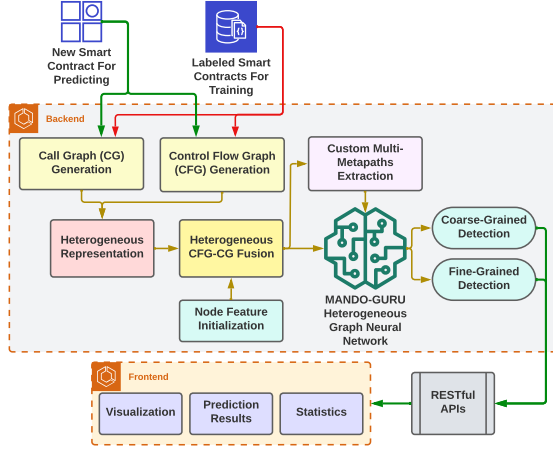 New Smart
Contract For
Predicting
Labeled Smart
Contracts For
Training
Backend
Call Graph (CG)
Generation
Control Flow Graph
(CFG) Generation
Custom Multi-
Metapaths
Extraction
Heterogeneous
Representation
Heterogeneous
CFG-CG Fusion
Coarse-Grained
Detection
Fine-Grained
Detection
Node Feature
Initialization
MANDO-GURU
Heterogeneous
Graph Neural
Network
Frontend
Visualization
Prediction
Results
Statistics
RESTful
APIs